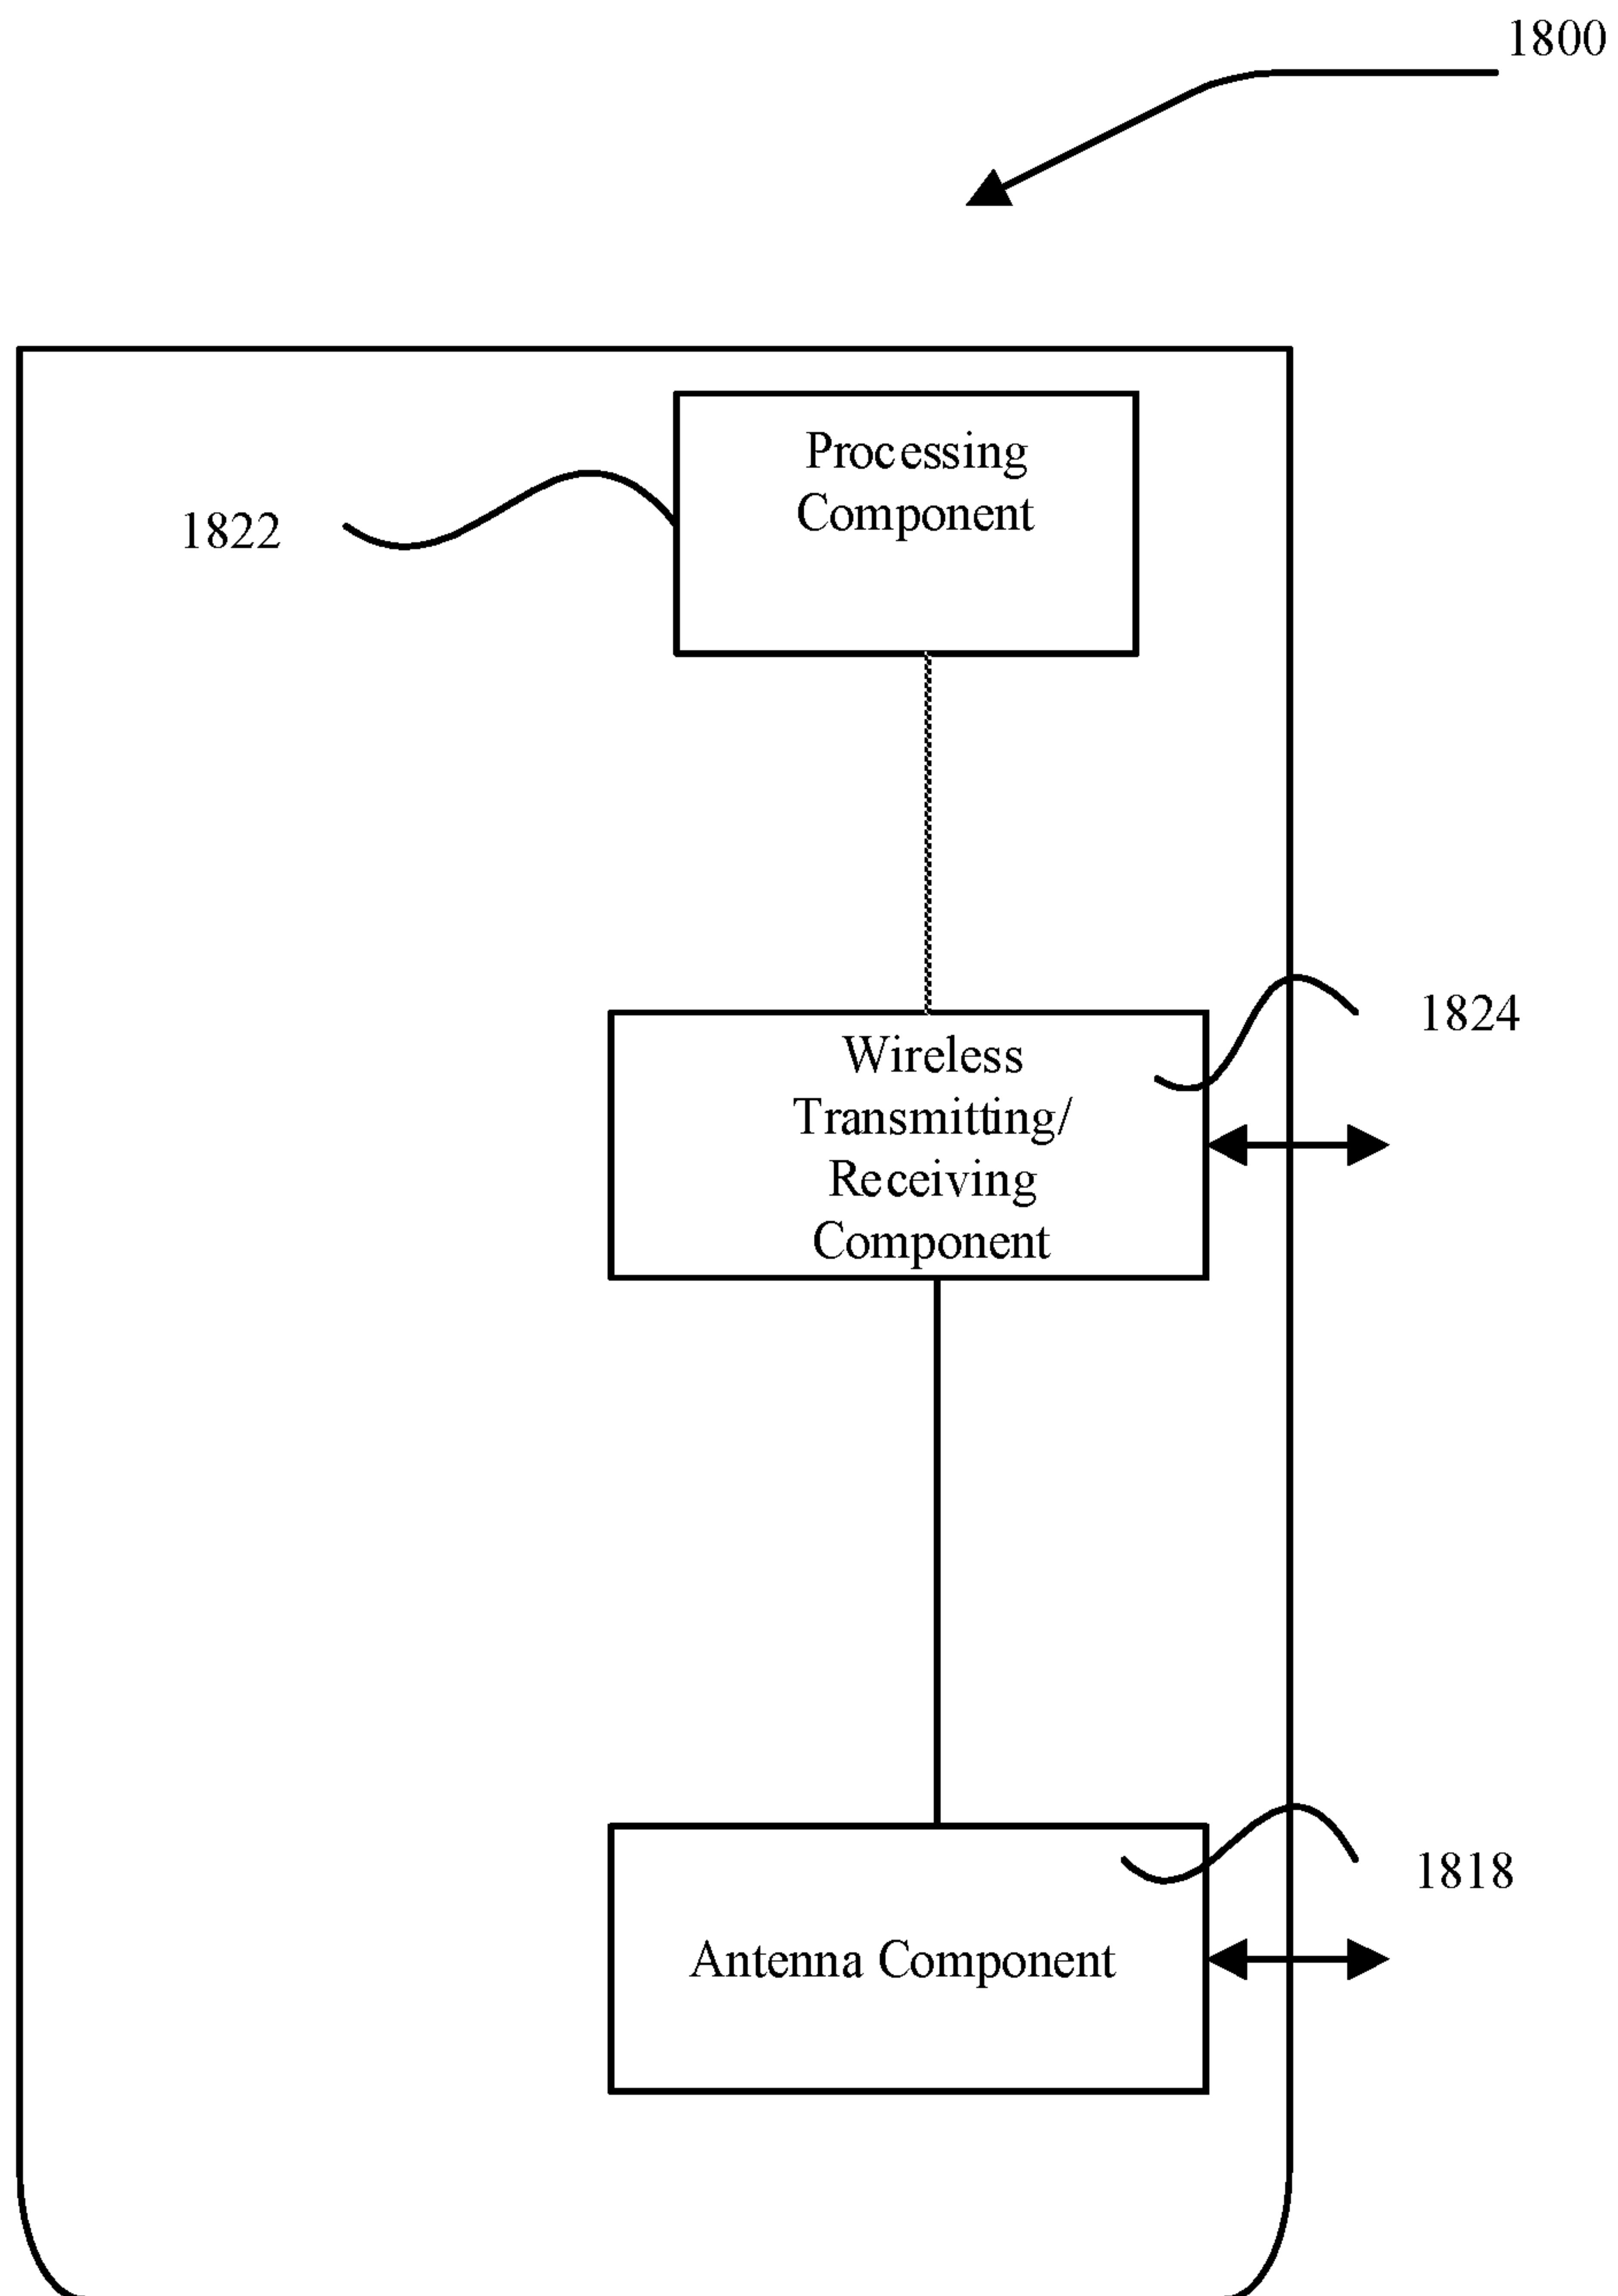 1800
Processing
Component
1822
Wireless
Transmitting/
Receiving
Component
1824
1818
Antenna Component